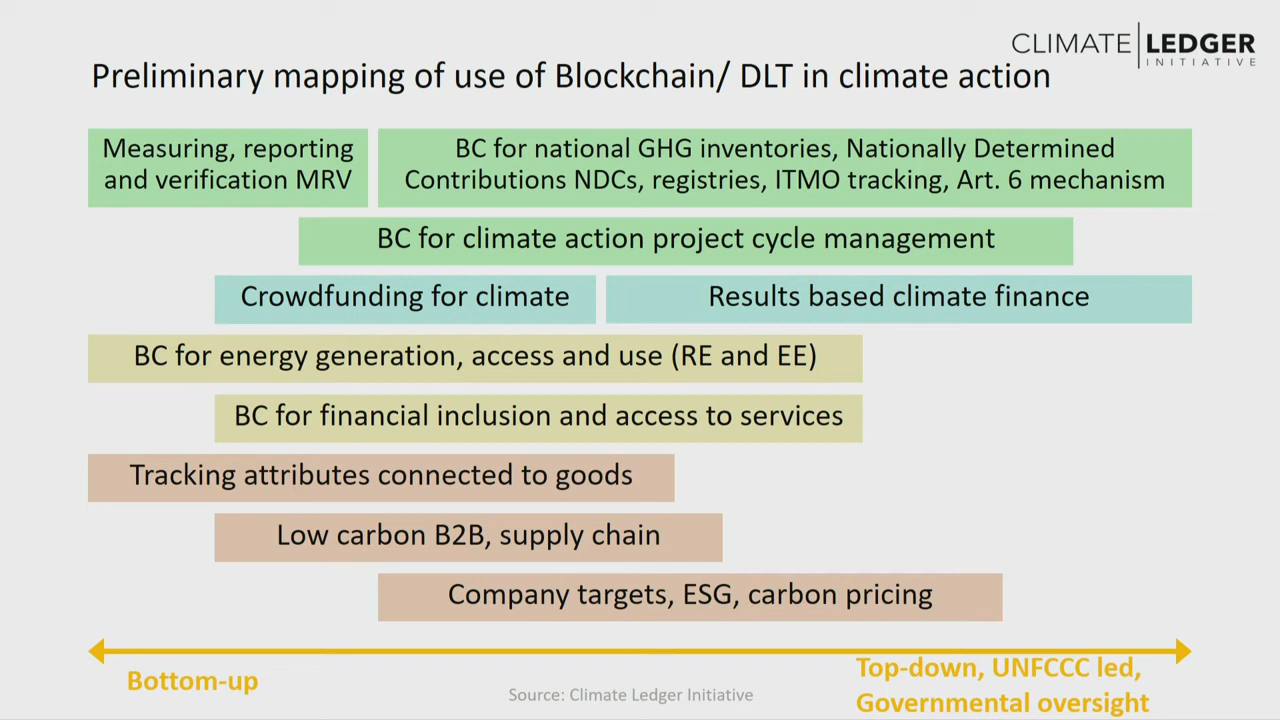 CLIMATE LEDGER
INITIATIVE
Preliminary mapping of use of Blockchain/ DLT in climate action
Measuring, reporting
and verification MRV
BC for national GHG inventories, Nationally Determined
Contributions NDCs, registries, ITMO tracking, Art. 6 mechanism
BC for climate action project cycle management
Crowdfunding for climate
Results based climate finance
BC for energy generation, access and use (RE and EE)
BC for financial inclusion and access to services
Tracking attributes connected to goods
Low carbon B2B, supply chain
Company targets, ESG, carbon pricing
Bottom-up
Top-down, UNFCCC led,
Governmental oversight
Source: Climate Ledger Initiative